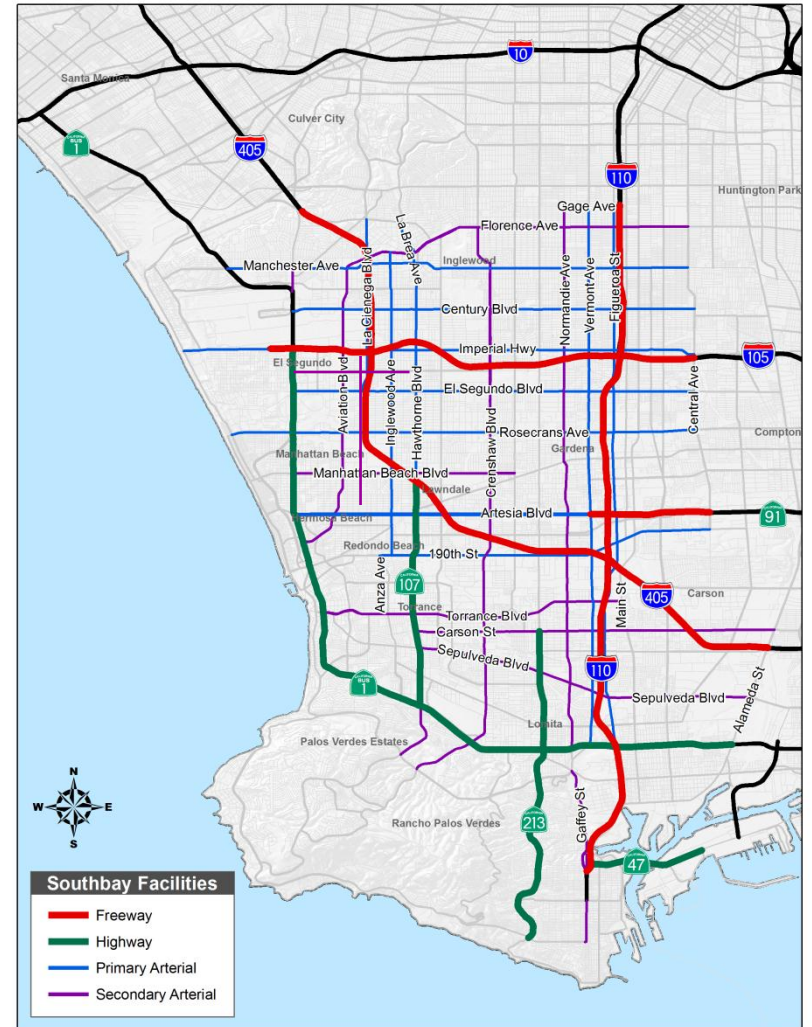 10
Santa Monica
Culver City
CALIFORNIA
BUS
1
405
110
Huntington Park
Gage Ave
Florence Ave
La Brea Ave
Manchester Ave
Inglewood
La Cienega Blvd
Normandie Ave
Vermont Ave
Figueroa St
Century Blvd
Imperial Hwy
105
El Segundo
El Segundo Blvd
Aviation Blvd
Inglewood Ave
Hawthorne Blvd
Crenshaw Blvd
Central Ave
Rosecrans Ave
Compton
Gardena
Manhattan Beach
Manhattan Beach Blvd
Lawndale
Artesia Blvd
91
Hermosa Beach
Redondo Beach
190th St
Anza Ave
107
Main St
405
Carson
Torrance
Torrance Blvd
Carson St
Sepulveda Blvd
110
Sepulveda Blvd
BUS
1
Alameda St
Lomita
Palos Verdes Estates
Gaffey St
Rancho Palos Verdes
213
47
N
W E
S
Southbay Facilities
Freeway
Highway
Primary Arterial
Secondary Arterial